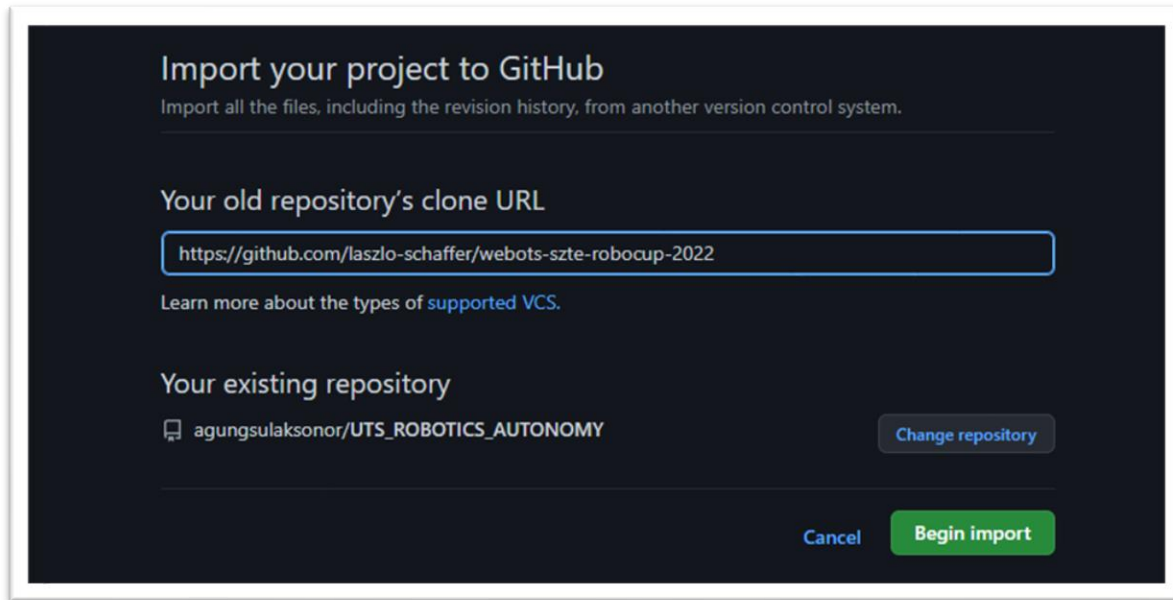 Import your project to GitHub
Import all the files, including the revision history, from another version control system.
Your old repository's clone URL
https://github.com/laszlo-schaffer/webots-szte-robocup-2022
Learn more about the types of supported VCS.
Your existing repository
agungsulaksonor/UTS_ROBOTICS_AUTONOMY
Change repository
Cancel
Begin import